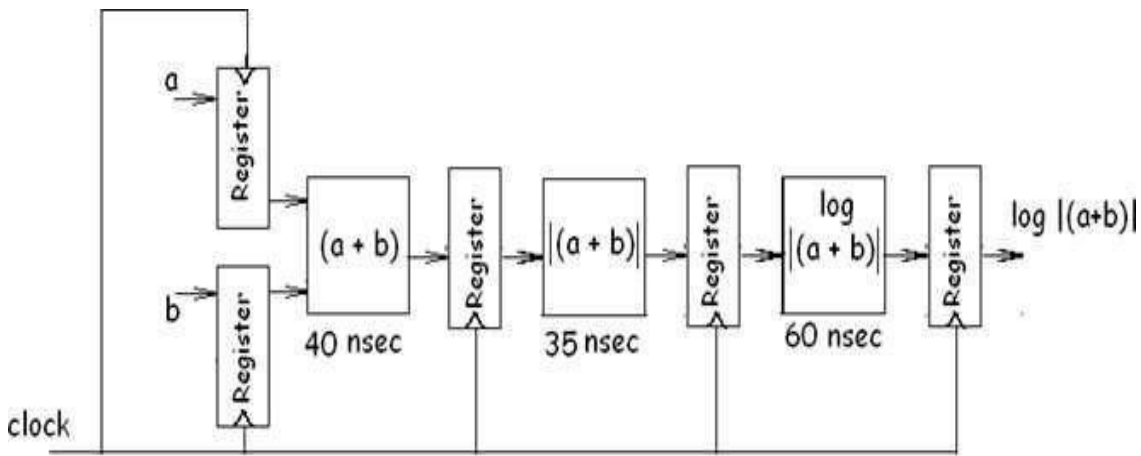 a
Register
b
Register
(a + b)
40 nsec
Register
|(a + b)|
35 nsec
Register
log
|(a + b)|
60 nsec
Register
log |(a+b)|
clock